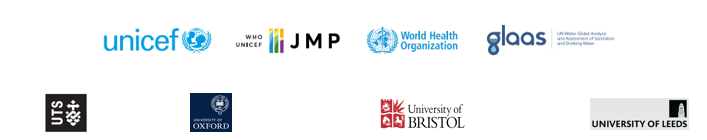 unicef
WHO
UNICEF
JMP
World Health
Organization
glaas
UN-Water Global Analysis
and Assessment of Sanitation
and Drinking-Water
UTS
UNIVERSITY OF
OXFORD
University of
BRISTOL
UNIVERSITY OF LEEDS